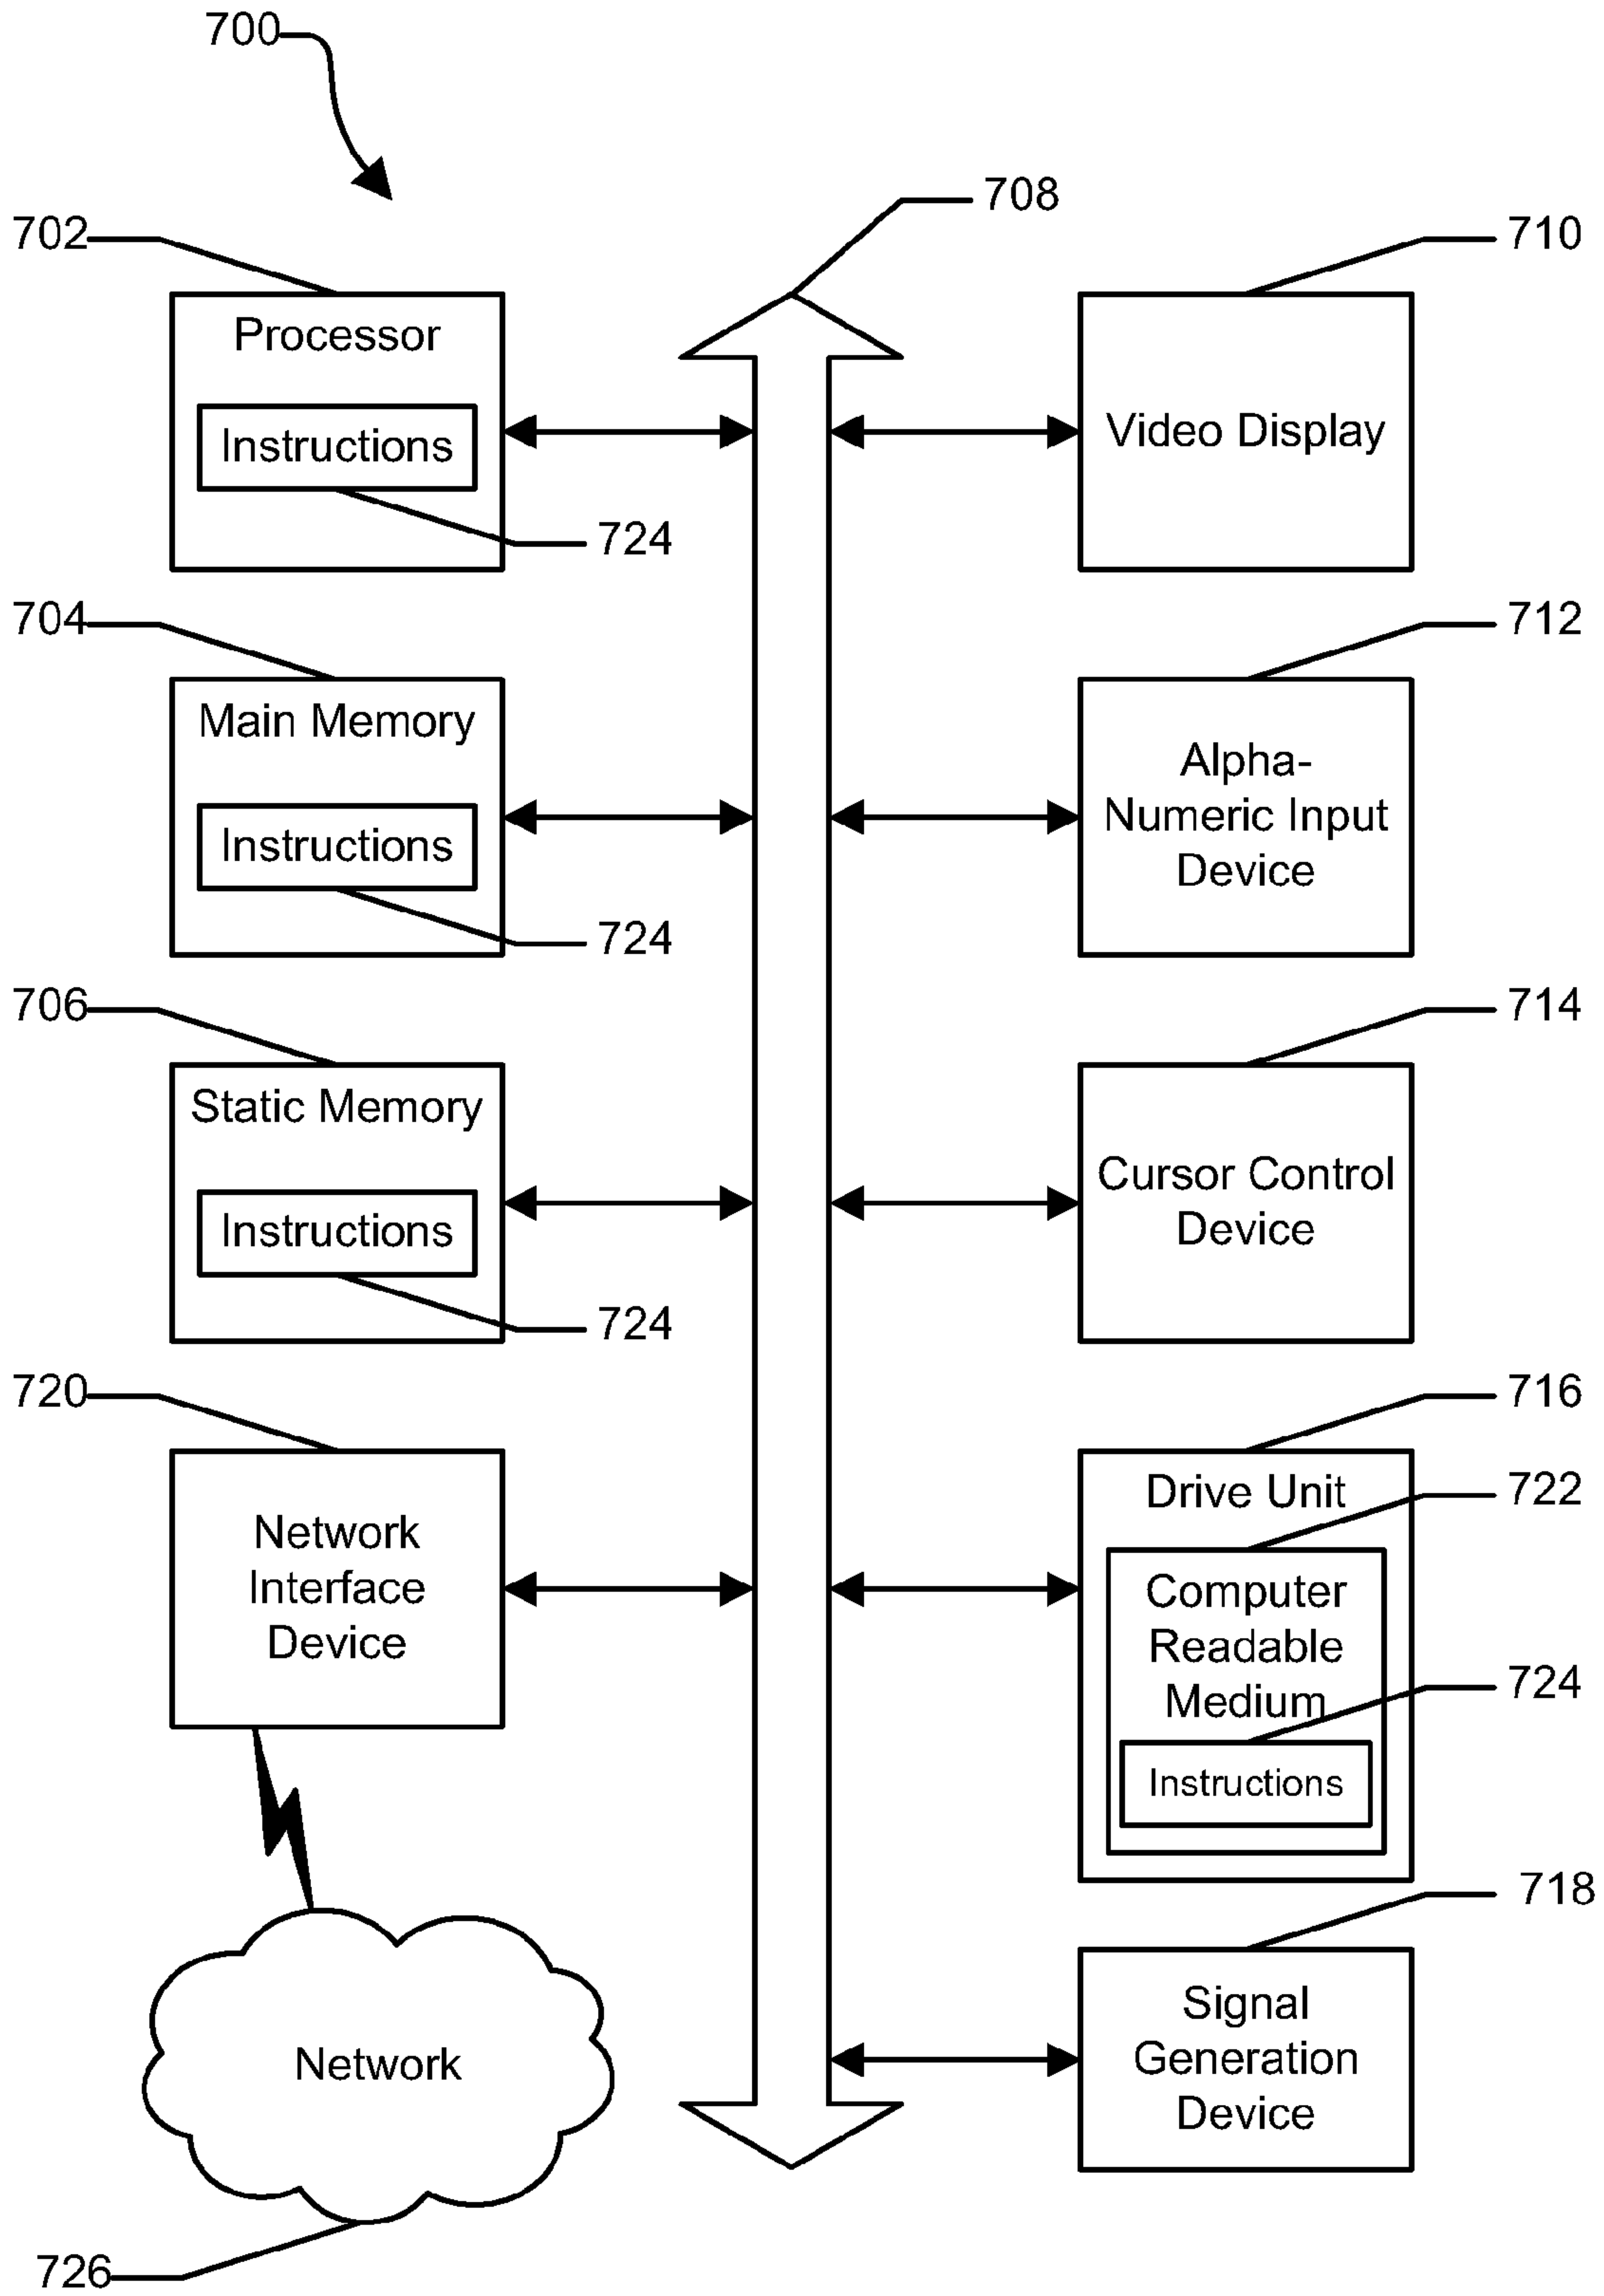 700
708
702
710
Processor
Instructions
Video Display
724
704
712
Main Memory
Instructions
Alpha-
Numeric Input
Device
724
706
714
Static Memory
Instructions
Cursor Control
Device
724
720
716
Network
Interface
Device
Drive Unit
722
Computer
Readable
Medium
724
Instructions
718
Signal
Generation
Device
Network
726